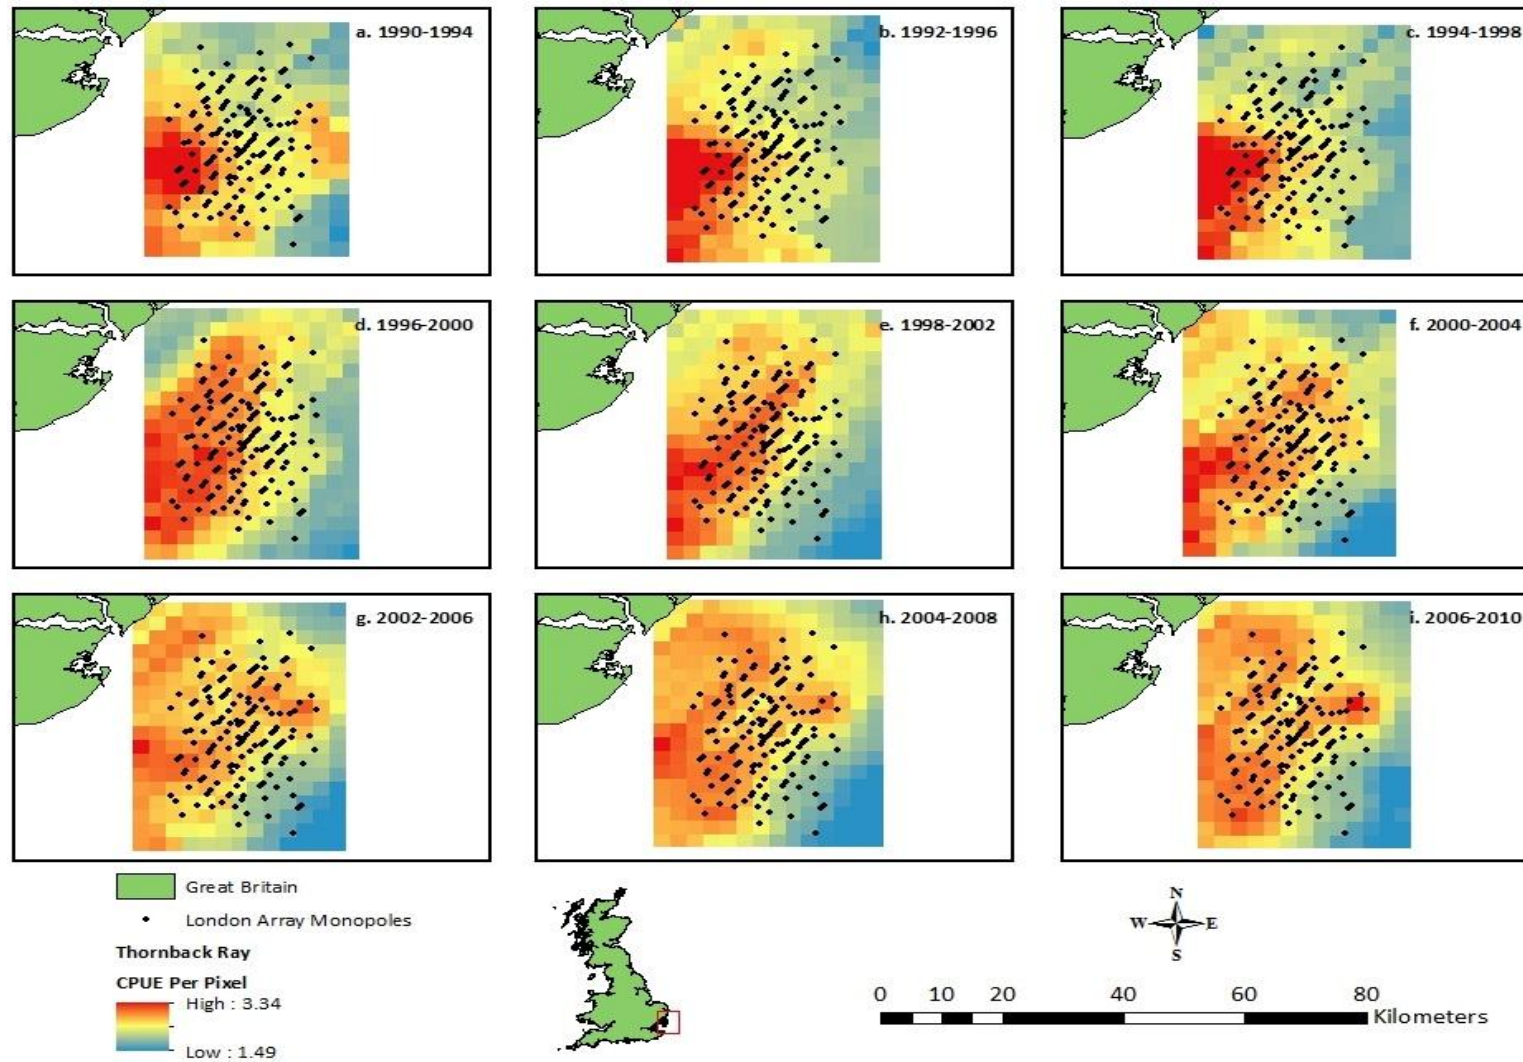 a. 1990-1994
b. 1992-1996
c. 1994-1998
d. 1996-2000
e. 1998-2002
f. 2000-2004
g. 2002-2006
h. 2004-2008
i. 2006-2010
Great Britain
London Array Monopoles
Thornback Ray
CPUE Per Pixel
High : 3.34
Low : 1.49
N
W E
S
0 10 20 40 60 80
Kilometers